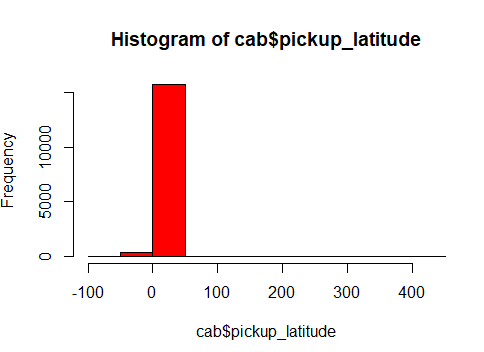 Histogram of cab$pickup_latitude
Frequency
10000
5000
0
-100 0 100 200 300 400
cab$pickup_latitude